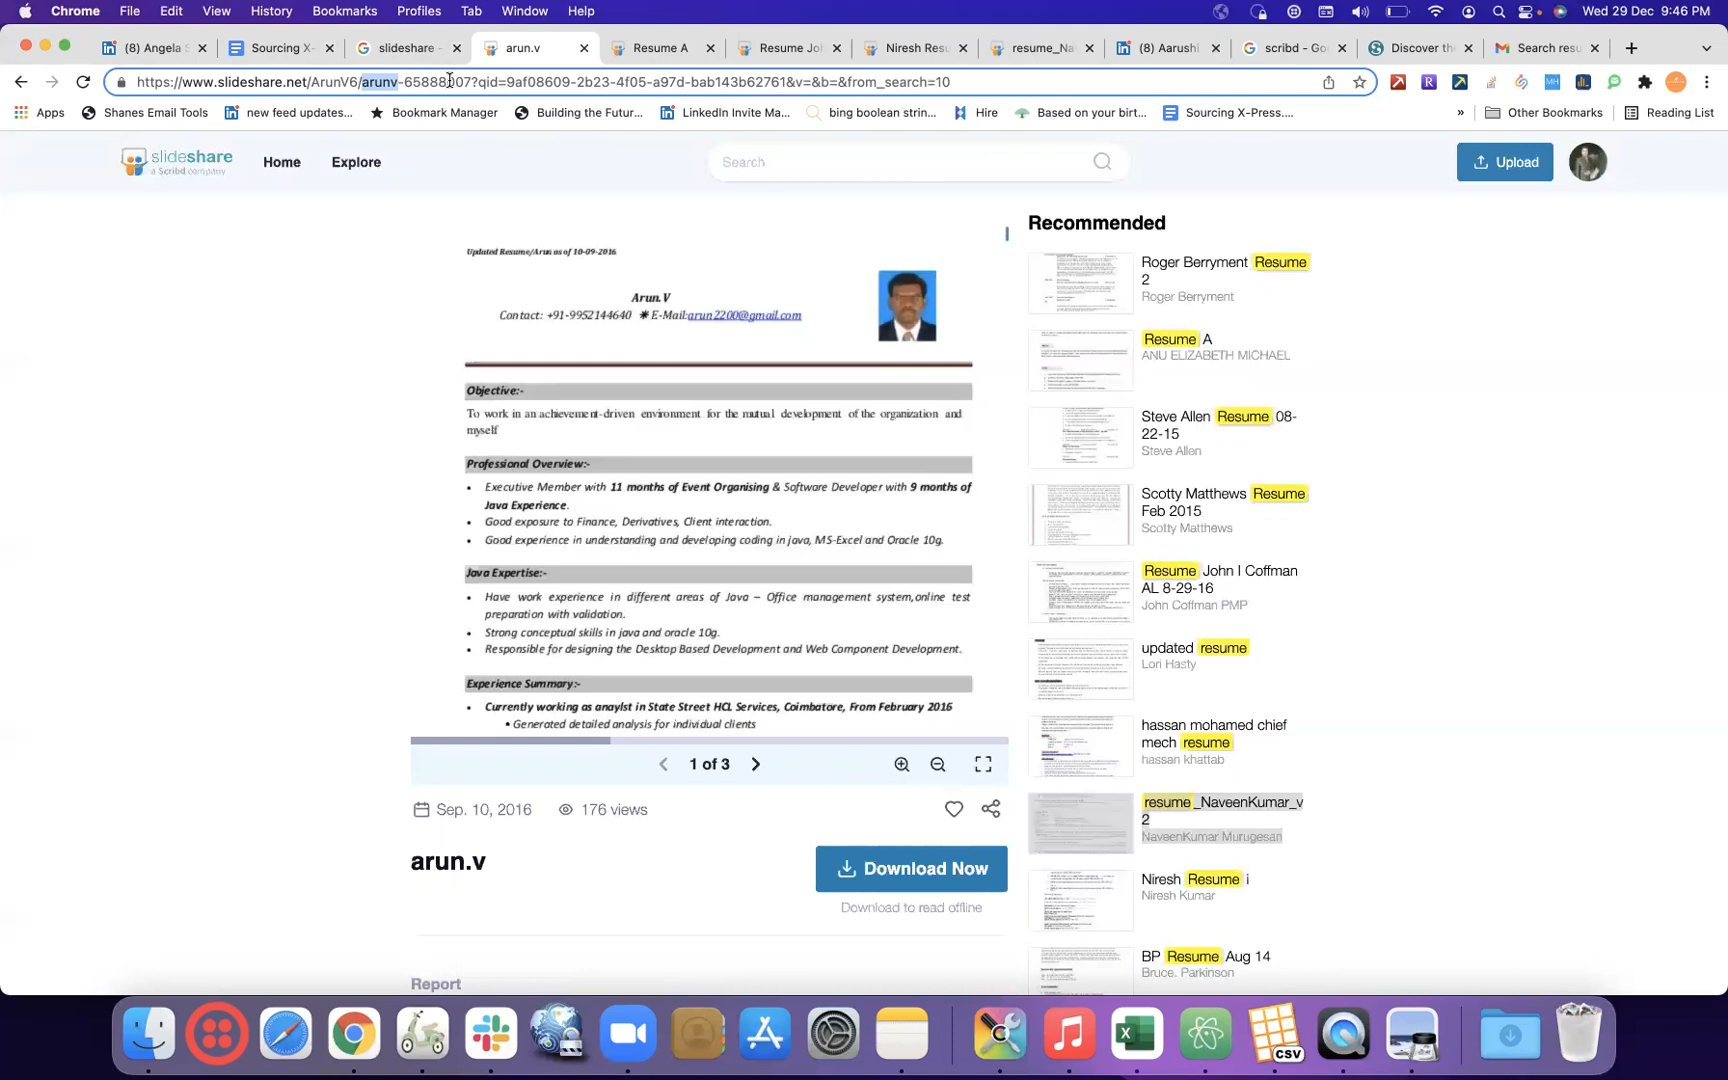 Chrome File Edit View History Bookmarks Profiles Tab Window Help Wed 29 Dec 9:46 PM
(8) Angela S Sourcing X- slideshare - arun.v Resume A Resume Joh Niresh Resu resume_Na (8) Aarushi scribd - Go Discover th Search resu
https://www.slideshare.net/ArunV6/arunv-65888607?qid=9af08609-2b23-4f05-a97d-bab143b62761&v=&b=&from_search=10
Apps Shanes Email Tools new feed updates... Bookmark Manager Building the Futur... LinkedIn Invite Ma... bing boolean strin... Hire Based on your birt... Sourcing X-Press.... » Other Bookmarks Reading List
slideshare
a Scribd company
Home Explore Search Upload
Updated Resume/Arun as of 10-09-2016
Arun.V
Contact: +91-9952144640 ✷ E-Mail:arun2200@gmail.com
Objective:-
To work in an achievement-driven environment for the mutual development of the organization and
myself
Professional Overview:-
• Executive Member with 11 months of Event Organising & Software Developer with 9 months of
Java Experience.
• Good exposure to Finance, Derivatives, Client interaction.
• Good experience in understanding and developing coding in java, MS-Excel and Oracle 10g.
Java Expertise:-
• Have work experience in different areas of Java – Office management system,online test
preparation with validation.
• Strong conceptual skills in java and oracle 10g.
• Responsible for designing the Desktop Based Development and Web Component Development.
Experience Summary:-
• Currently working as anaylst in State Street HCL Services, Coimbatore, From February 2016
• Generated detailed analysis for individual clients
1 of 3
Sep. 10, 2016 176 views
arun.v
Download Now
Download to read offline
Report
Recommended
Roger Berryment Resume
2
Roger Berryment
Resume A
ANU ELIZABETH MICHAEL
Steve Allen Resume 08-
22-15
Steve Allen
Scotty Matthews Resume
Feb 2015
Scotty Matthews
Resume John I Coffman
AL 8-29-16
John Coffman PMP
updated resume
Lori Hasty
hassan mohamed chief
mech resume
hassan khattab
resume_NaveenKumar_v
2
NaveenKumar Murugesan
Niresh Resume i
Niresh Kumar
BP Resume Aug 14
Bruce. Parkinson
CSV